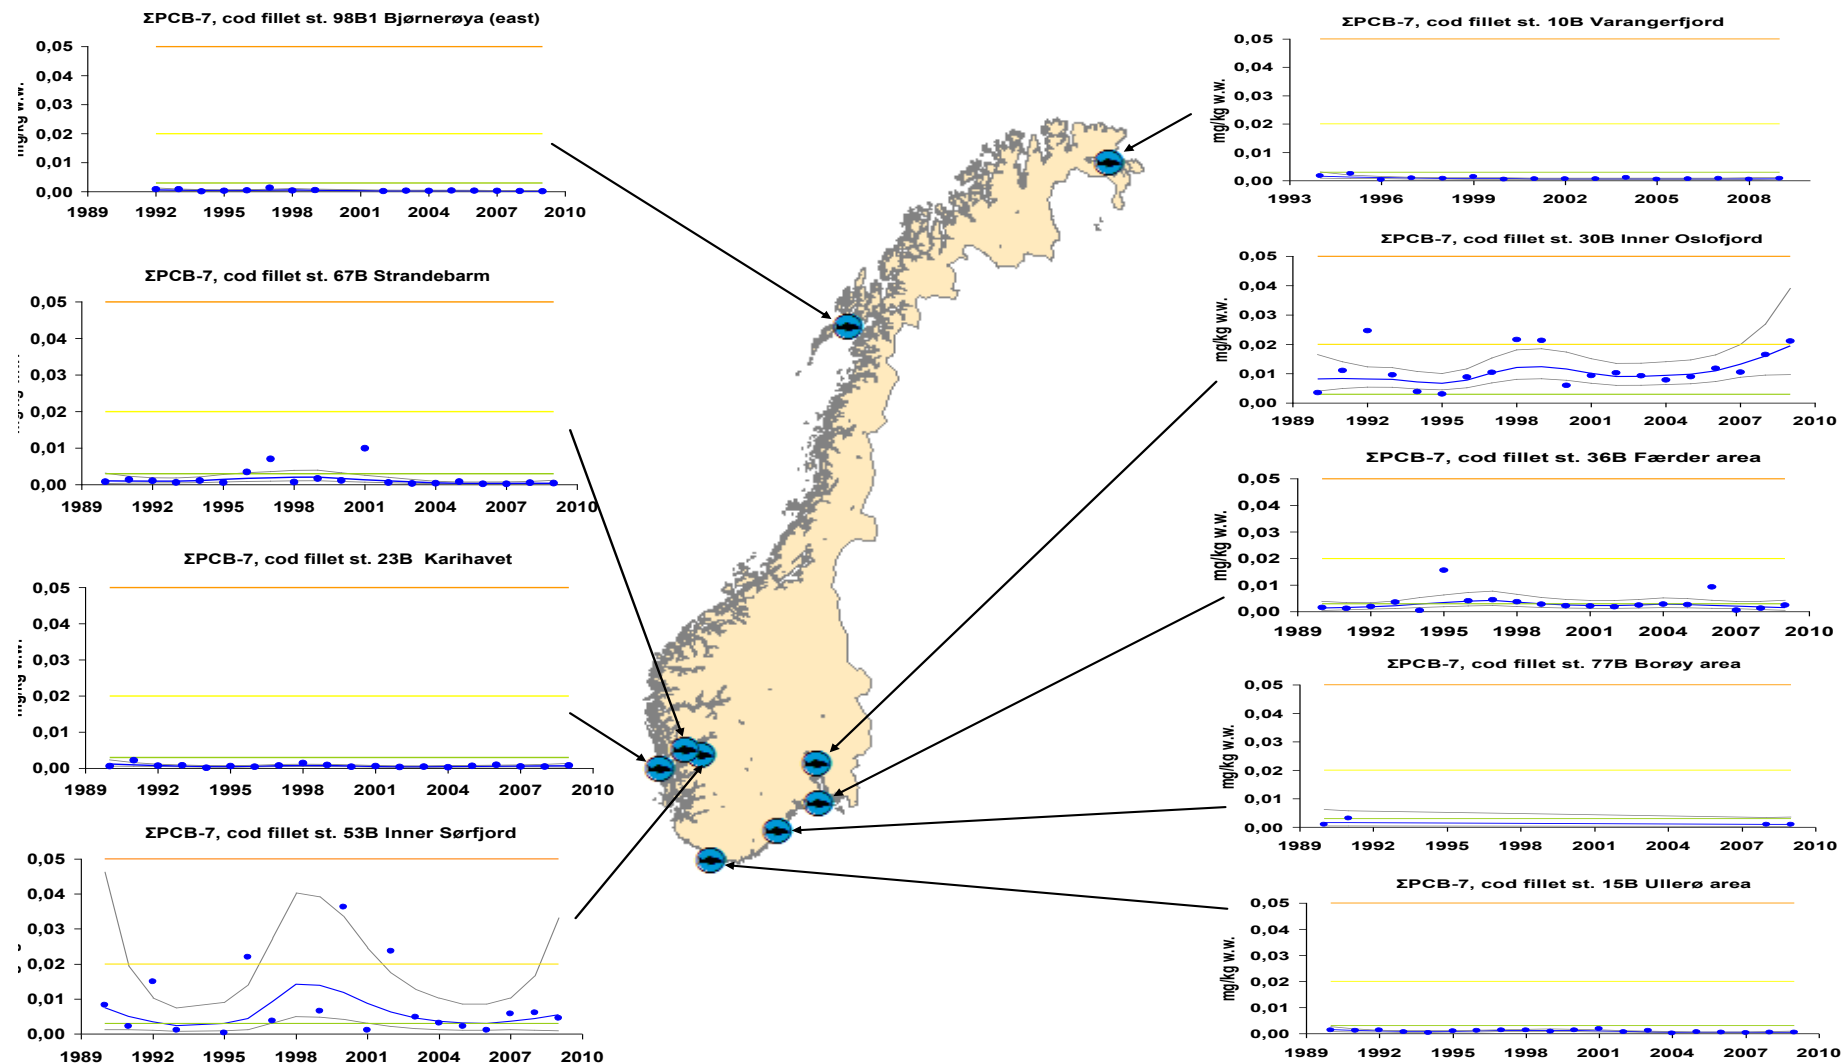 ΣPCB-7, cod fillet st. 98B1 Bjørnerøya (east)
0,05
0,04
0,03
0,02
0,01
0,00
mg/kg w.w.
1989 1992 1995 1998 2001 2004 2007 2010
ΣPCB-7, cod fillet st. 67B Strandebarm
0,05
0,04
0,03
0,02
0,01
0,00
1989 1992 1995 1998 2001 2004 2007 2010
ΣPCB-7, cod fillet st. 23B Karihavet
0,05
0,04
0,03
0,02
0,01
0,00
mg/kg w.w.
1989 1992 1995 1998 2001 2004 2007 2010
ΣPCB-7, cod fillet st. 53B Inner Sørfjord
0,05
0,04
0,03
0,02
0,01
0,00
1989 1992 1995 1998 2001 2004 2007 2010
ΣPCB-7, cod fillet st. 10B Varangerfjord
0,05
0,04
0,03
0,02
0,01
0,00
mg/kg w.w.
1993 1996 1999 2002 2005 2008
ΣPCB-7, cod fillet st. 30B Inner Oslofjord
0,05
0,04
0,03
0,02
0,01
0,00
mg/kg w.w.
1989 1992 1995 1998 2001 2004 2007 2010
ΣPCB-7, cod fillet st. 36B Færder area
0,05
0,04
0,03
0,02
0,01
0,00
mg/kg w.w.
1989 1992 1995 1998 2001 2004 2007 2010
ΣPCB-7, cod fillet st. 77B Borøy area
0,05
0,04
0,03
0,02
0,01
0,00
mg/kg w.w.
1989 1992 1995 1998 2001 2004 2007 2010
ΣPCB-7, cod fillet st. 15B Ullerø area
0,05
0,04
0,03
0,02
0,01
0,00
mg/kg w.w.
1989 1992 1995 1998 2001 2004 2007 2010